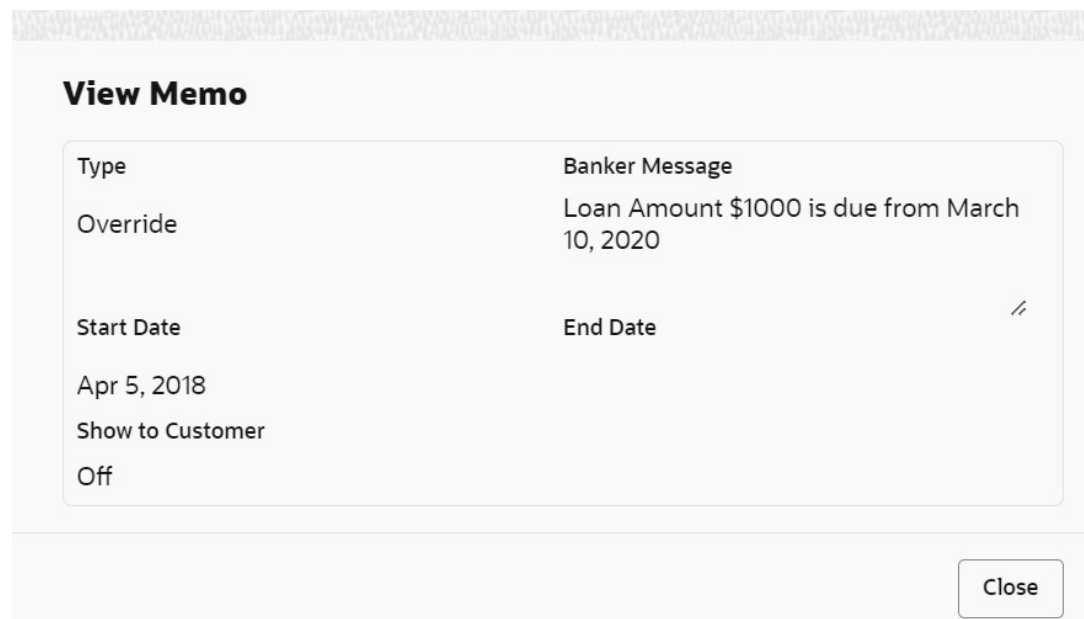 View Memo
Type
Banker Message
Override
Loan Amount $1000 is due from March
10, 2020
Start Date
End Date
Apr 5, 2018
Show to Customer
Off
Close